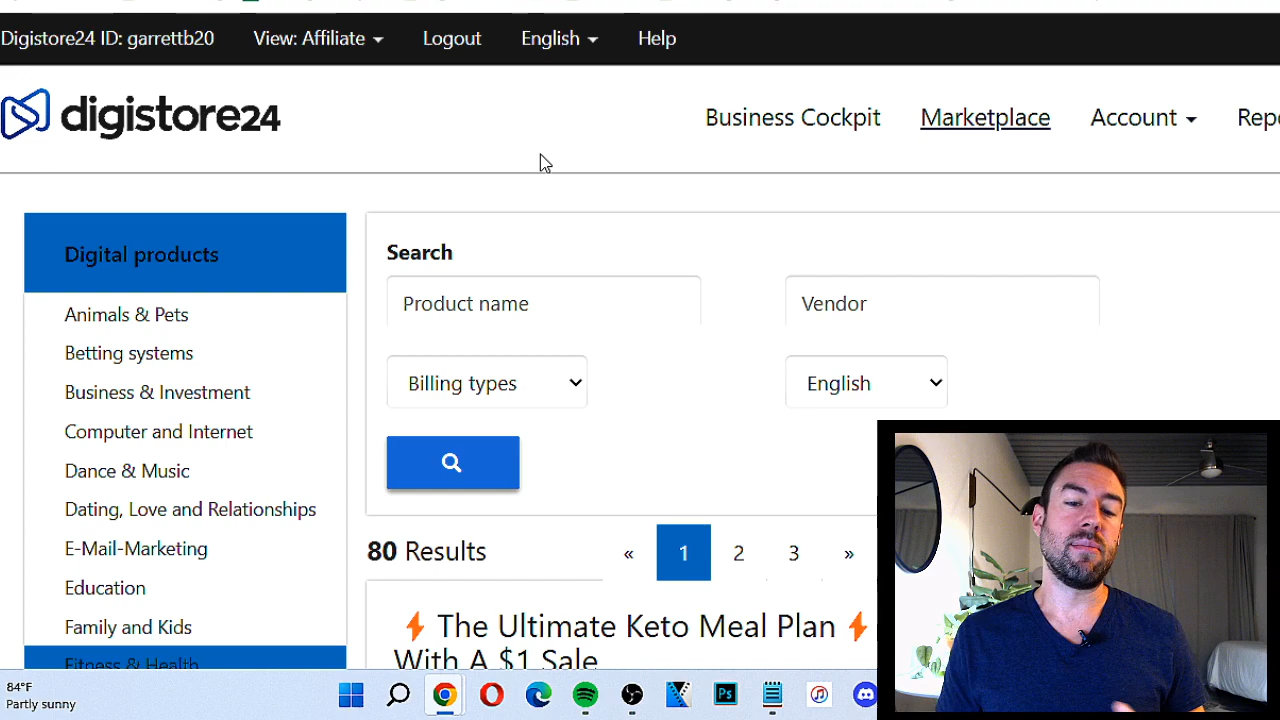 Digistore24 ID: garrettb20 View: Affiliate Logout English Help
digistore24 Business Cockpit Marketplace Account
Digital products
Animals & Pets
Betting systems
Business & Investment
Computer and Internet
Dance & Music
Dating, Love and Relationships
E-Mail-Marketing
Education
Family and Kids
Fitness & Health
Search
Product name Vendor
Billing types English
80 Results « 1 2 3 »
The Ultimate Keto Meal Plan
With A $1 Sale
84°F
Partly sunny
Ps